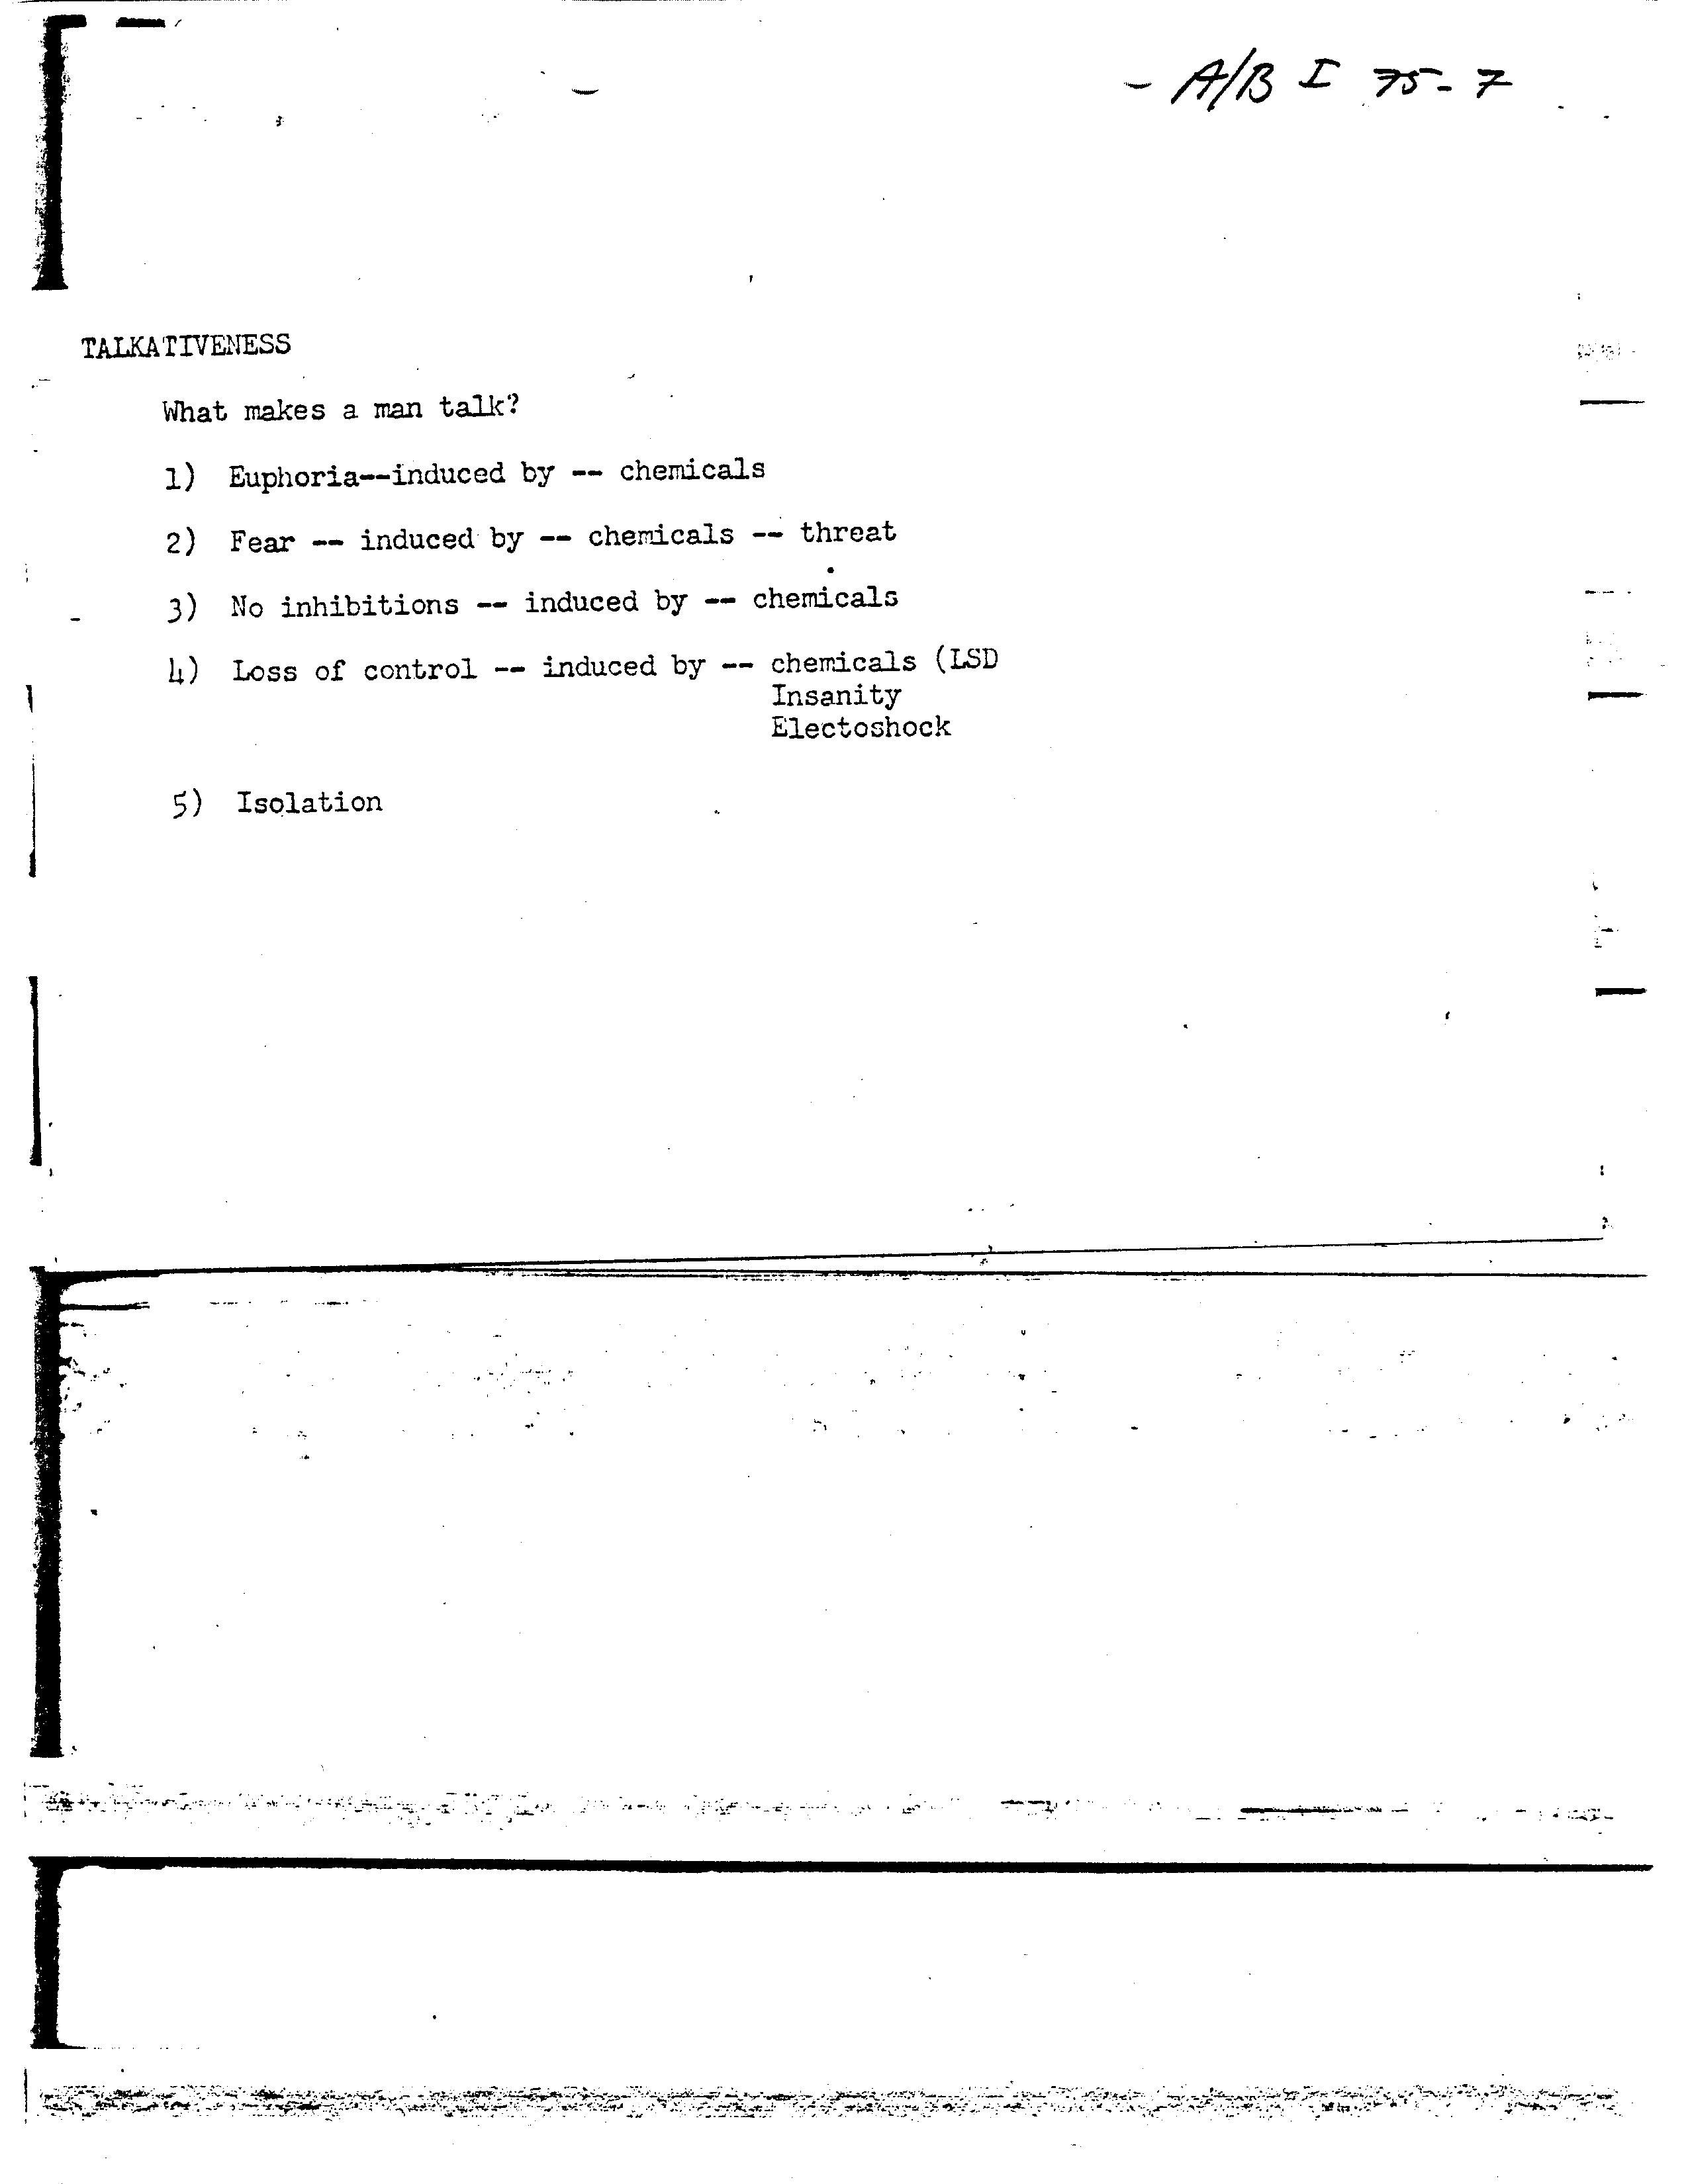 - A/B I 75-7
TALKATIVENESS
What makes a man talk?
1) Euphoria--induced by -- chemicals
2) Fear -- induced by -- chemicals -- threat
3) No inhibitions -- induced by -- chemicals
4) Loss of control -- induced by -- chemicals (LSD
Insanity
Electoshock
5) Isolation